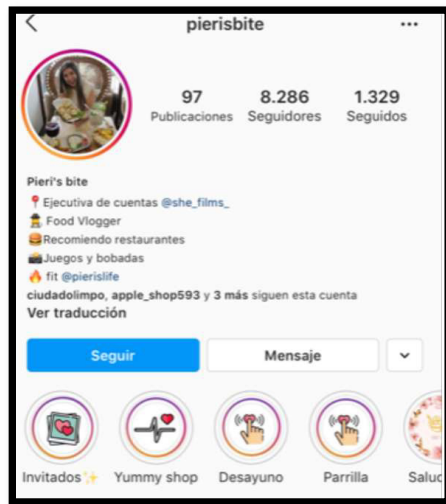 pierisbite
97 8.286 1.329
Publicaciones Seguidores Seguidos
Pieri's bite
📍 Ejecutiva de cuentas @she_films_
Food Vlogger
🍔Recomiendo restaurantes
📸Juegos y bobadas
🔥 fit @pierislife
ciudadolimpo, apple_shop593 y 3 más siguen esta cuenta
Ver traducción
Seguir Mensaje
Invitados✨ Yummy shop Desayuno Parrilla Saluc